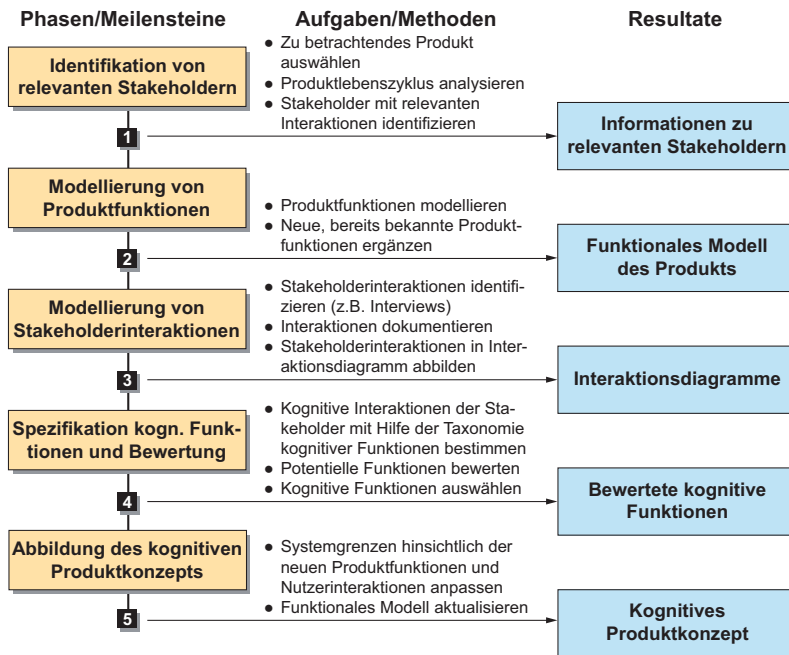 Phasen/Meilensteine
Aufgaben/Methoden
Resultate
Identifikation von
relevanten Stakeholdern
● Zu betrachtendes Produkt
auswählen
● Produktlebenszyklus analysieren
● Stakeholder mit relevanten
Interaktionen identifizieren
1
Informationen zu
relevanten Stakeholdern
Modellierung von
Produktfunktionen
● Produktfunktionen modellieren
● Neue, bereits bekannte Produkt-
funktionen ergänzen
2
Funktionales Modell
des Produkts
Modellierung von
Stakeholderinteraktionen
● Stakeholderinteraktionen identifi-
zieren (z.B. Interviews)
● Interaktionen dokumentieren
● Stakeholderinteraktionen in Inter-
aktionsdiagramm abbilden
3
Interaktionsdiagramme
Spezifikation kogn. Funk-
tionen und Bewertung
● Kognitive Interaktionen der Sta-
keholder mit Hilfe der Taxonomie
kognitiver Funktionen bestimmen
● Potentielle Funktionen bewerten
● Kognitive Funktionen auswählen
4
Bewertete kognitive
Funktionen
Abbildung des kognitiven
Produktkonzepts
● Systemgrenzen hinsichtlich der
neuen Produktfunktionen und
Nutzerinteraktionen anpassen
● Funktionales Modell aktualisieren
5
Kognitives
Produktkonzept